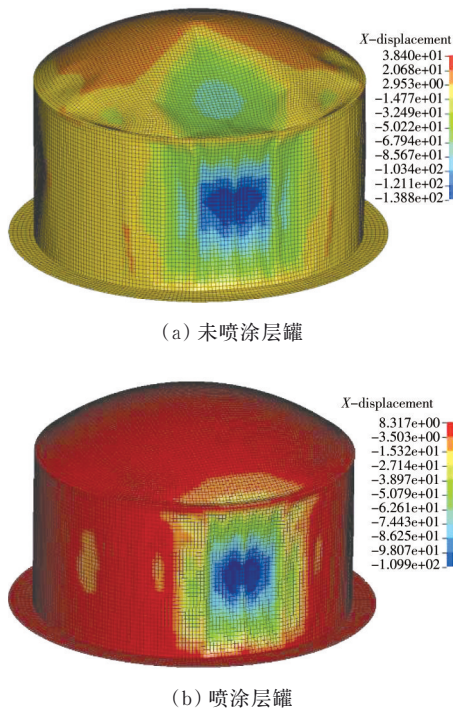 X-displacement
3.840e+01
2.068e+01
2.953e+00
-1.477e+01
-3.249e+01
-5.022e+01
-6.794e+01
-8.567e+01
-1.034e+02
-1.211e+02
-1.388e+02
(a) 未喷涂层罐
X-displacement
8.317e+00
-3.503e+00
-1.532e+01
-2.714e+01
-3.897e+01
-5.079e+01
-6.261e+01
-7.443e+01
-8.625e+01
-9.807e+01
-1.099e+02
(b) 喷涂层罐